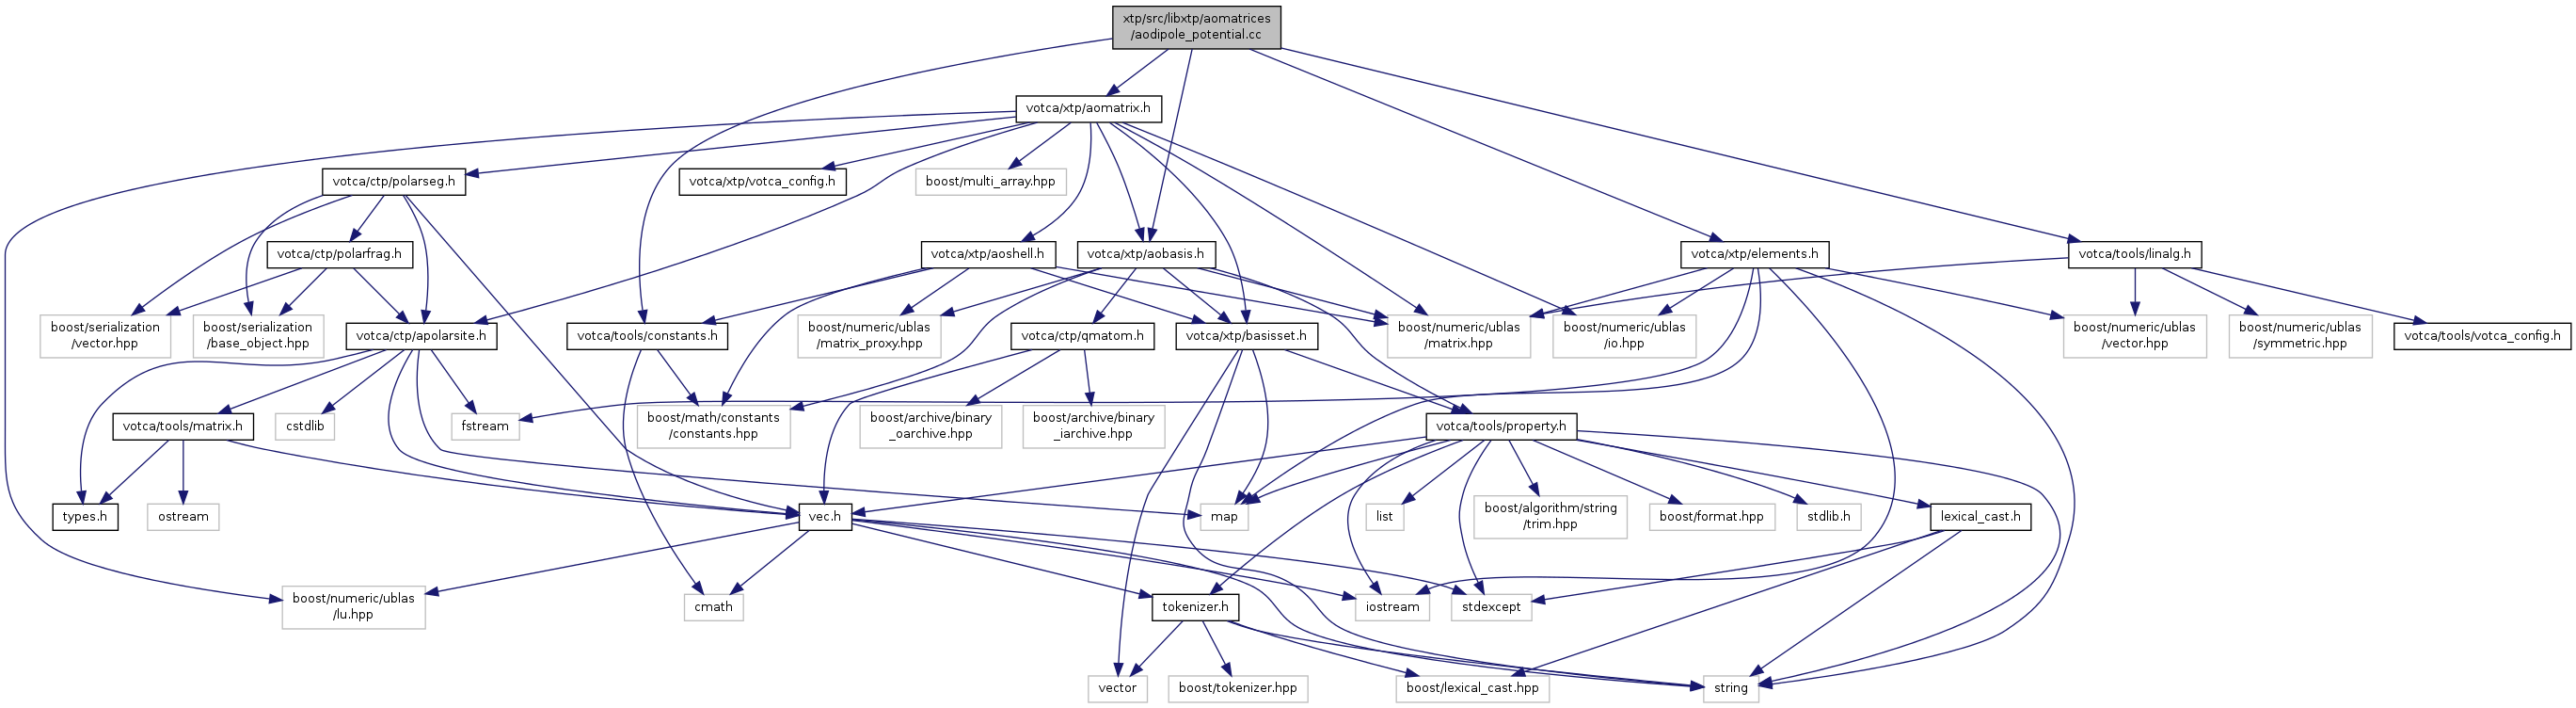 xtp/src/libxtp/aomatrices
/aodipole_potential.cc
votca/xtp/aomatrix.h
votca/ctp/polarseg.h
votca/xtp/votca_config.h
boost/multi_array.hpp
votca/ctp/polarfrag.h
votca/xtp/aoshell.h
votca/xtp/aobasis.h
votca/xtp/elements.h
votca/tools/linalg.h
boost/serialization
/vector.hpp
boost/serialization
/base_object.hpp
votca/ctp/apolarsite.h
votca/tools/constants.h
boost/numeric/ublas
/matrix_proxy.hpp
votca/ctp/qmatom.h
votca/xtp/basisset.h
boost/numeric/ublas
/matrix.hpp
boost/numeric/ublas
/io.hpp
boost/numeric/ublas
/vector.hpp
boost/numeric/ublas
/symmetric.hpp
votca/tools/votca_config.h
votca/tools/matrix.h
cstdlib
fstream
boost/math/constants
/constants.hpp
boost/archive/binary
_oarchive.hpp
boost/archive/binary
_iarchive.hpp
votca/tools/property.h
types.h
ostream
vec.h
map
list
boost/algorithm/string
/trim.hpp
boost/format.hpp
stdlib.h
lexical_cast.h
boost/numeric/ublas
/lu.hpp
cmath
tokenizer.h
iostream
stdexcept
vector
boost/tokenizer.hpp
boost/lexical_cast.hpp
string